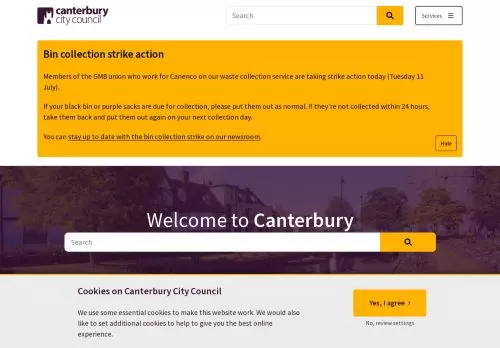 canterbury
city council
Search
Services
Bin collection strike action
Members of the GMB union who work for Canenco on our waste collection service are taking strike action today (Tuesday 11
July).
If your black bin or purple sacks are due for collection, please put them out as normal. If they're not collected within 24 hours,
take them back and put them out again on your next collection day.
You can stay up to date with the bin collection strike on our newsroom.
Hide
Welcome to Canterbury
Search
Cookies on Canterbury City Council
We use some essential cookies to make this website work. We would also
like to set additional cookies to help to give you the best online
experience.
Yes, I agree ›
No, review settings